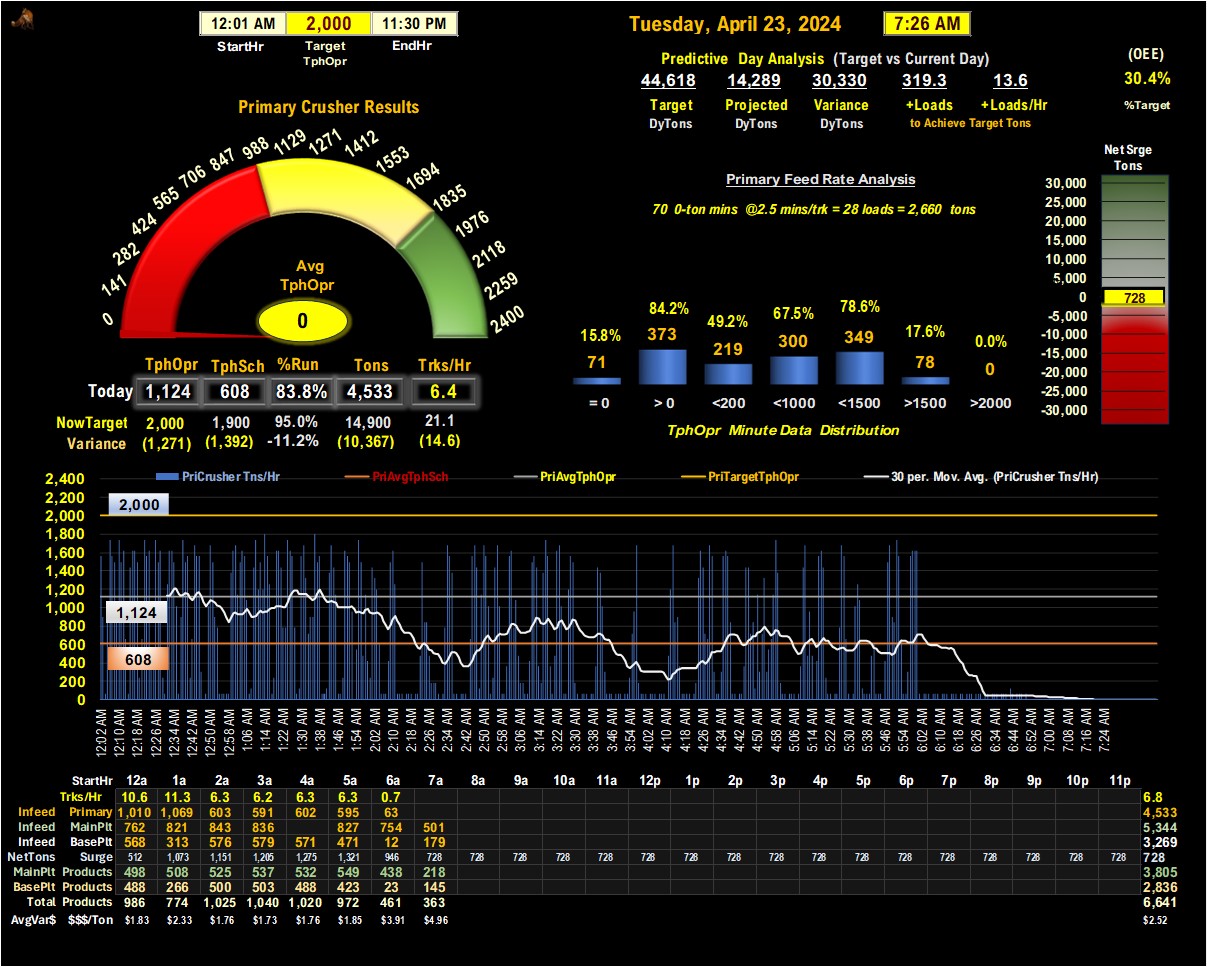 12:01 AM 2,000 11:30 PM
StartHr Target TphOpr EndHr
Tuesday, April 23, 2024 7:26 AM
Predictive Day Analysis (Target vs Current Day)
44,618 14,289 30,330 319.3 13.6
Target Projected Variance +Loads +Loads/Hr
DyTons DyTons DyTons to Achieve Target Tons
(OEE)
30.4%
%Target
Primary Crusher Results
0 141 282 424 565 706 847 988 1129 1271 1412 1553 1694 1835 1976 2118 2259 2400
Avg
TphOpr
0
TphOpr TphSch %Run Tons Trks/Hr
Today 1,124 608 83.8% 4,533 6.4
NowTarget 2,000 1,900 95.0% 14,900 21.1
Variance (1,271) (1,392) -11.2% (10,367) (14.6)
Primary Feed Rate Analysis
70 0-ton mins @2.5 mins/trk = 28 loads = 2,660 tons
15.8% 84.2% 49.2% 67.5% 78.6% 17.6% 0.0%
71 373 219 300 349 78 0
= 0 > 0 <200 <1000 <1500 >1500 >2000
TphOpr Minute Data Distribution
Net Srge
Tons
30,000
25,000
20,000
15,000
10,000
5,000
0
728
-5,000
-10,000
-15,000
-20,000
-25,000
-30,000
PriCrusher Tns/Hr PriAvgTphSch PriAvgTphOpr PriTargetTphOpr 30 per. Mov. Avg. (PriCrusher Tns/Hr)
2,400
2,200
2,000
1,800
1,600
1,400
1,200
1,000
800
600
400
200
0
2,000
1,124
608
12:02 AM 12:10 AM 12:18 AM 12:26 AM 12:34 AM 12:42 AM 12:50 AM 12:58 AM 1:06 AM 1:14 AM 1:22 AM 1:30 AM 1:38 AM 1:46 AM 1:54 AM 2:02 AM 2:10 AM 2:18 AM 2:26 AM 2:34 AM 2:42 AM 2:50 AM 2:58 AM 3:06 AM 3:14 AM 3:22 AM 3:30 AM 3:38 AM 3:46 AM 3:54 AM 4:02 AM 4:10 AM 4:18 AM 4:26 AM 4:34 AM 4:42 AM 4:50 AM 4:58 AM 5:06 AM 5:14 AM 5:22 AM 5:30 AM 5:38 AM 5:46 AM 5:54 AM 6:02 AM 6:10 AM 6:18 AM 6:26 AM 6:34 AM 6:44 AM 6:52 AM 7:00 AM 7:08 AM 7:16 AM 7:24 AM
StartHr 12a 1a 2a 3a 4a 5a 6a 7a 8a 9a 10a 11a 12p 1p 2p 3p 4p 5p 6p 7p 8p 9p 10p 11p
Trks/Hr 10.6 11.3 6.3 6.2 6.3 6.3 0.7 6.8
Infeed Primary 1,010 1,069 603 591 602 595 63 4,533
Infeed MainPlt 762 821 843 836 827 754 501 5,344
Infeed BasePlt 568 313 576 579 571 471 12 179 3,269
NetTons Surge 512 1,073 1,151 1,205 1,275 1,321 946 728 728 728 728 728 728 728 728 728 728 728 728 728 728 728 728 728 728
MainPlt Products 498 508 525 537 532 549 438 218 3,805
BasePlt Products 488 266 500 503 488 423 23 145 2,836
Total Products 986 774 1,025 1,040 1,020 972 461 363 6,641
AvgVar$ $$$/Ton $1.83 $2.33 $1.76 $1.73 $1.76 $1.85 $3.91 $4.96 $2.52